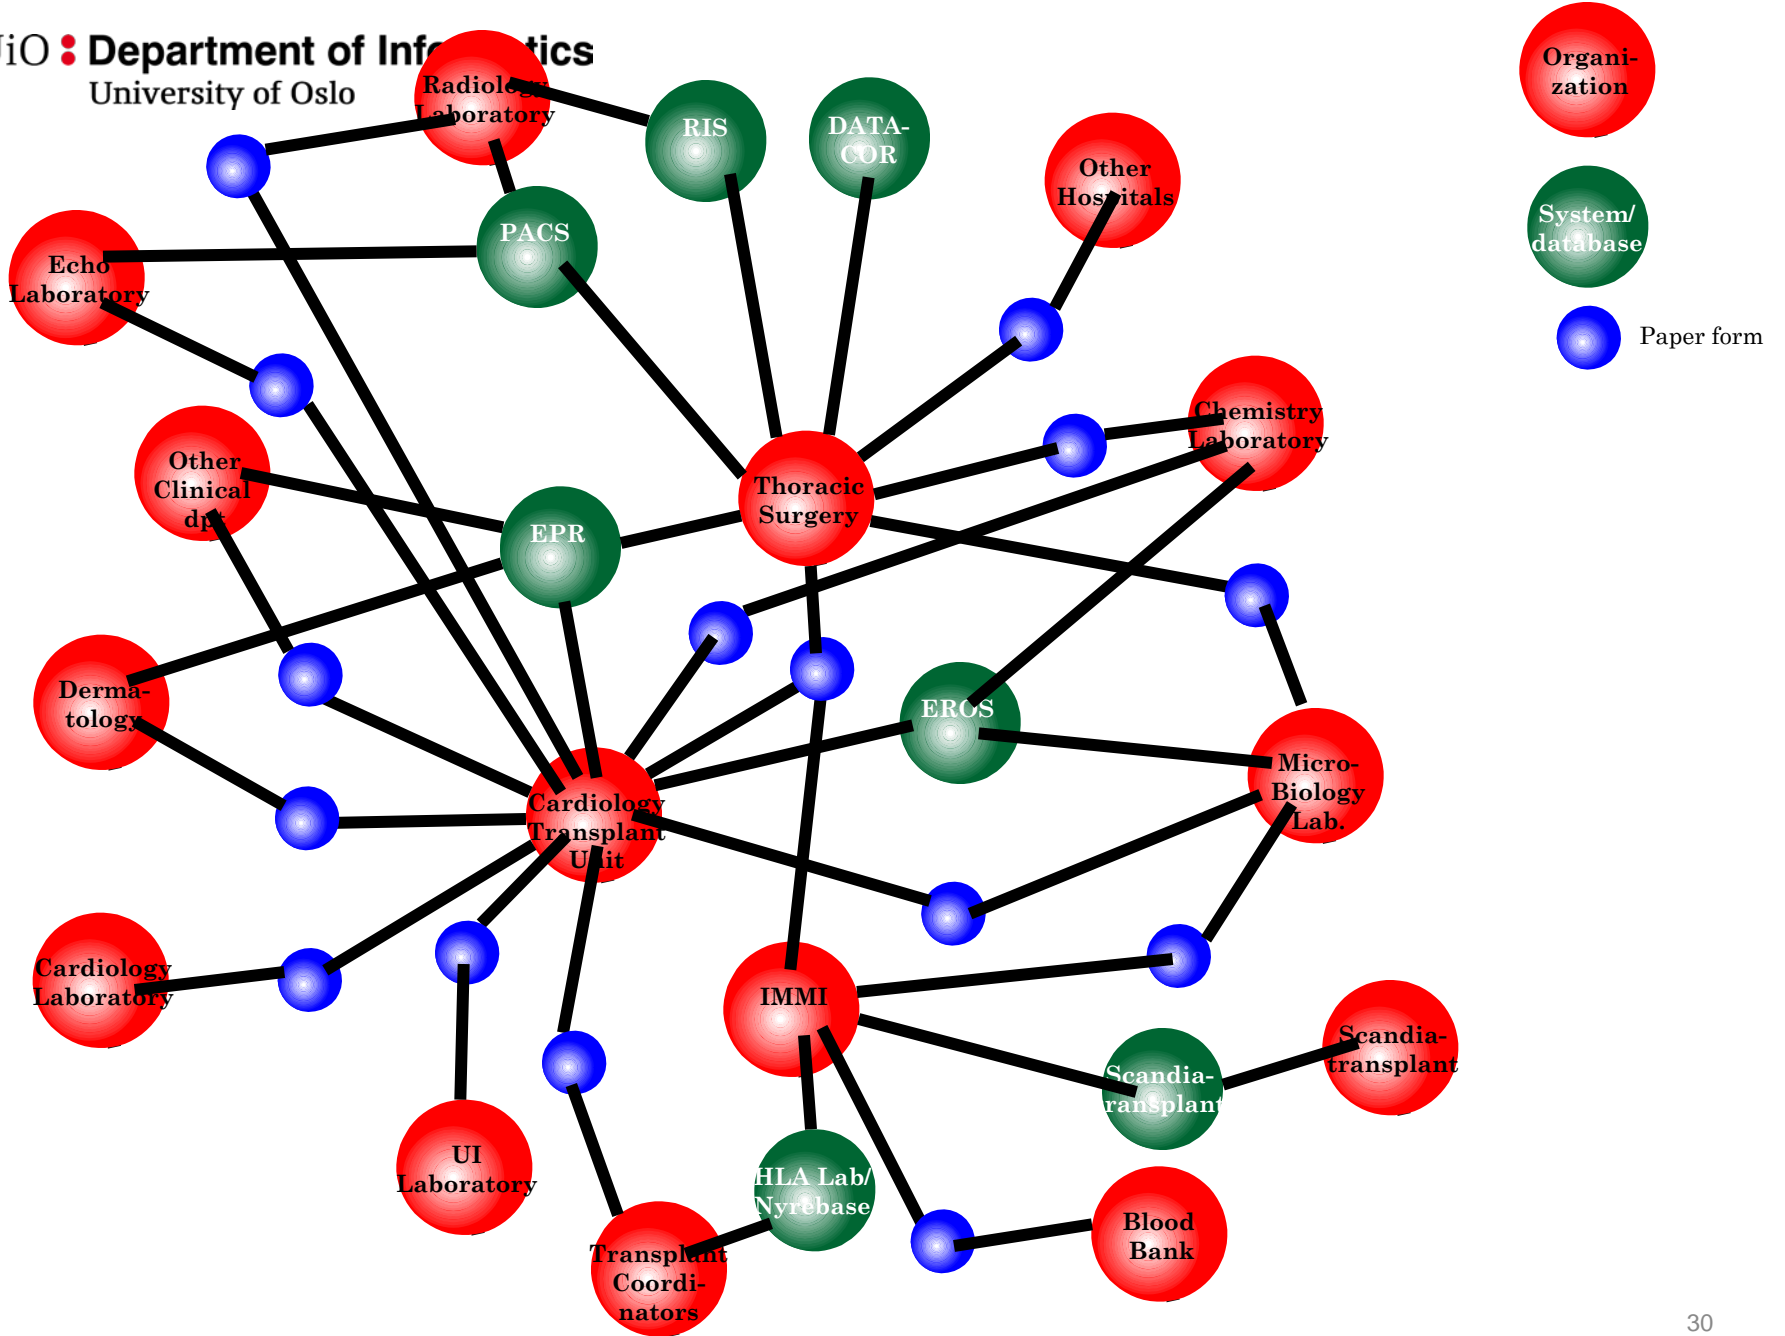 iO : Department of Informatics
University of Oslo
Radiology
Laboratory
RIS
DATA-
COR
Other
Hospitals
Organi-
zation
System/
database
Paper form
PACS
Echo
Laboratory
Chemistry
Laboratory
Other
Clinical
dpt
EPR
Thoracic
Surgery
Derma-
tology
EROS
Micro-
Biology
Lab.
Cardiology
Transplant
Unit
Cardiology
Laboratory
IMMI
Scandia-
transplant
Scandia-
transplant
UI
Laboratory
HLA Lab/
Nyrebase
Blood
Bank
Transplant
Coordi-
nators
30